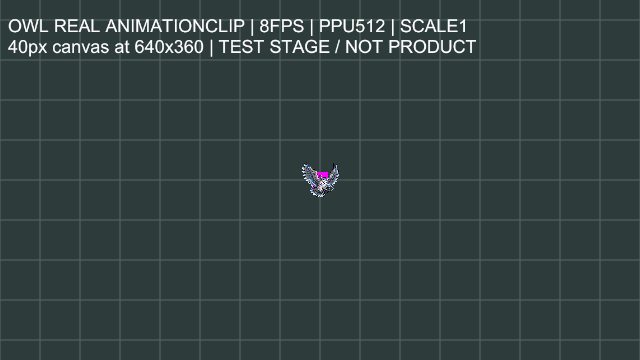 OWL REAL ANIMATIONCLIP | 8FPS | PPU512 | SCALE1
40px canvas at 640x360 | TEST STAGE / NOT PRODUCT